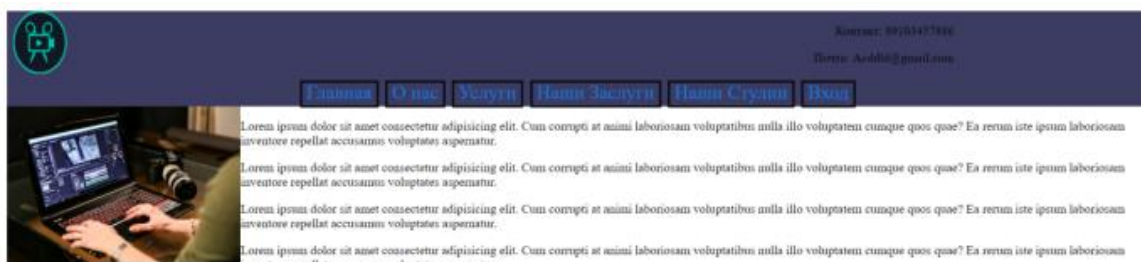 Контакт: 89103457886
Почта:
Главная О нас Услуги Наши Заслуги Наши Студии Вход
Lorem ipsum dolor sit amet consectetur adipisicing elit. Cum corrupti at animi laboriosam voluptatibus nulla illo voluptatem cumque quos quae? Ea rerum iste ipsum laboriosam
inventore repellat accusamus voluptates aspernatur.
Lorem ipsum dolor sit amet consectetur adipisicing elit. Cum corrupti at animi laboriosam voluptatibus nulla illo voluptatem cumque quos quae? Ea rerum iste ipsum laboriosam
inventore repellat accusamus voluptates aspernatur.
Lorem ipsum dolor sit amet consectetur adipisicing elit. Cum corrupti at animi laboriosam voluptatibus nulla illo voluptatem cumque quos quae? Ea rerum iste ipsum laboriosam
inventore repellat accusamus voluptates aspernatur.
Lorem ipsum dolor sit amet consectetur adipisicing elit. Cum corrupti at animi laboriosam voluptatibus nulla illo voluptatem cumque quos quae? Ea rerum iste ipsum laboriosam